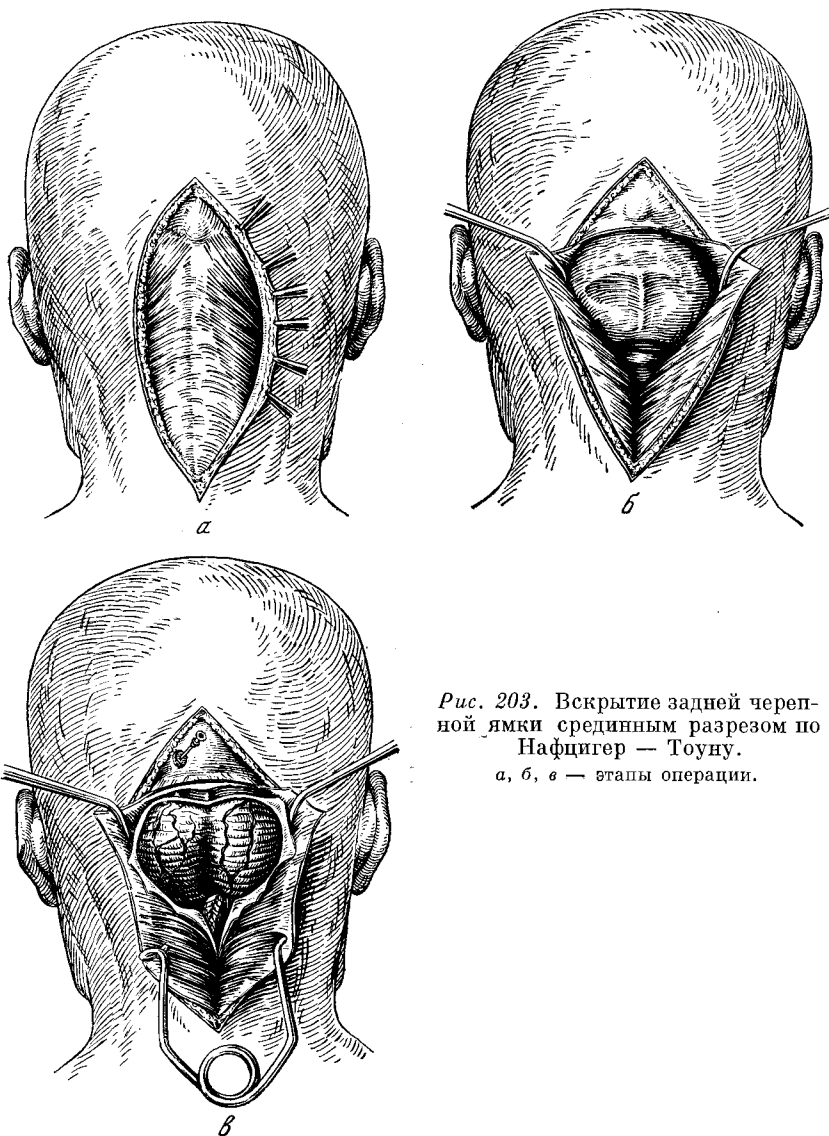 а
б
Рис. 203. Вскрытие задней череп-
ной ямки срединным разрезом по
Нафцигер — Тоуну.
а, б, в — этапы операции.
в